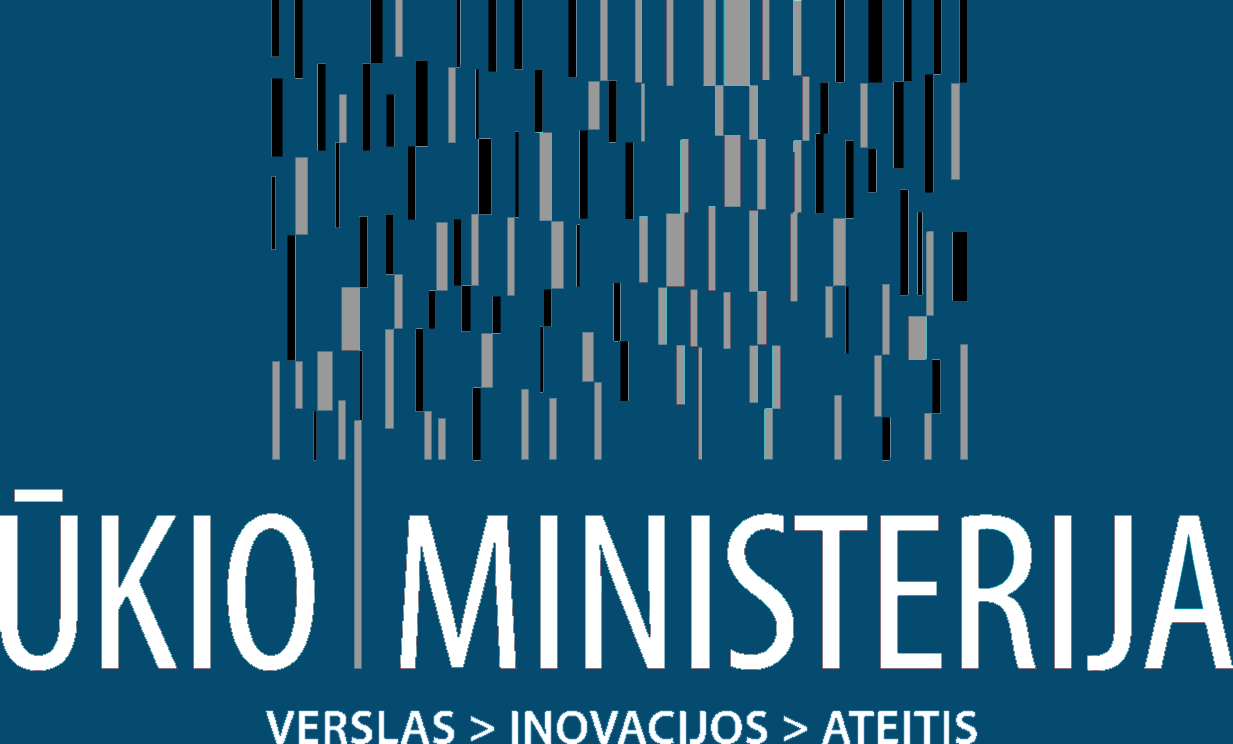 ŪKIO MINISTERIJA
VERSLAS > INOVACIJOS > ATEITIS